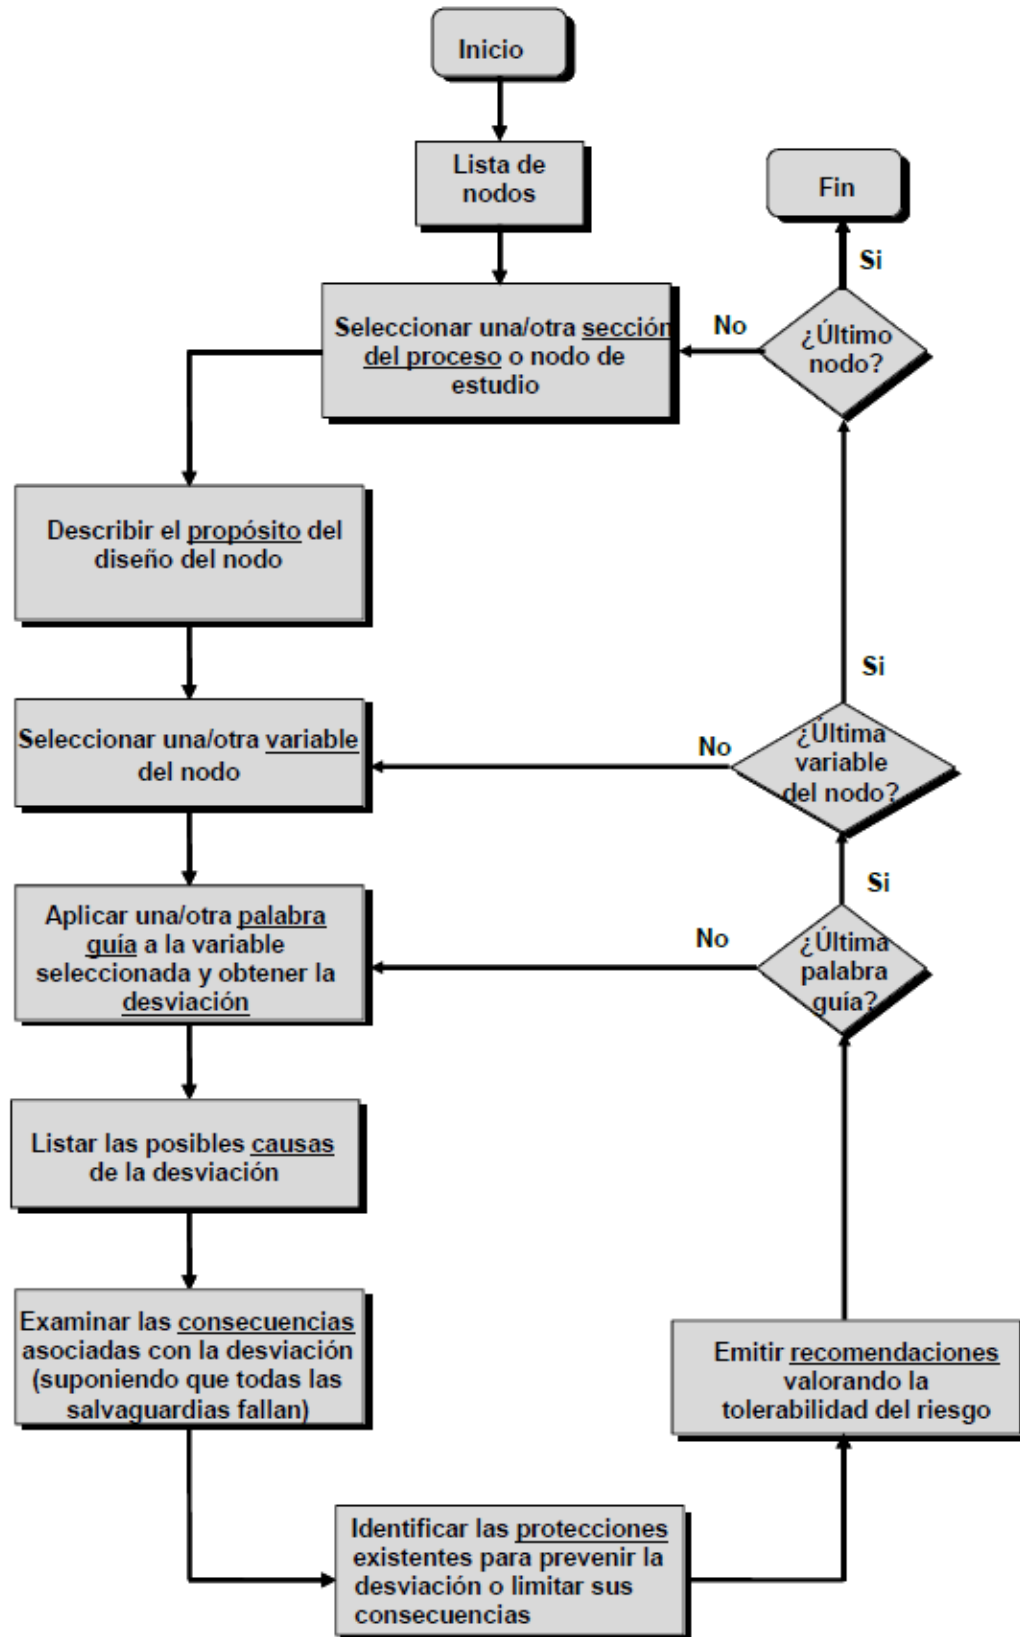 Inicio
Lista de
nodos
Fin
Si
Seleccionar una/otra sección
del proceso o nodo de
estudio
No
¿Último
nodo?
Describir el propósito del
diseño del nodo
Si
Seleccionar una/otra variable
del nodo
No
¿Última
variable
del nodo?
Si
Aplicar una/otra palabra
guía a la variable
seleccionada y obtener la
desviación
No
¿Última
palabra
guía?
Listar las posibles causas
de la desviación
Examinar las consecuencias
asociadas con la desviación
(suponiendo que todas las
salvaguardias fallan)
Emitir recomendaciones
valorando la
tolerabilidad del riesgo
Identificar las protecciones
existentes para prevenir la
desviación o limitar sus
consecuencias